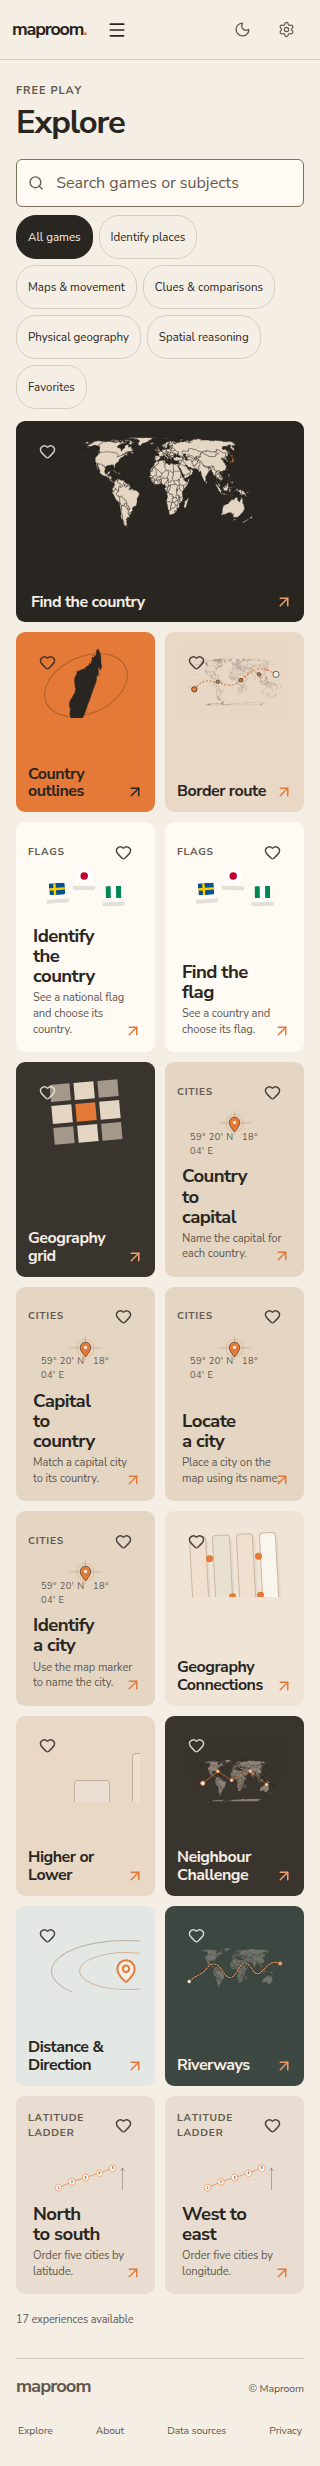 maproom.
FREE PLAY
Explore
Search games or subjects
All games
Identify places
Maps & movement
Clues & comparisons
Physical geography
Spatial reasoning
Favorites
Find the country
Country
outlines
Border route
FLAGS
Identify
the
country
See a national flag
and choose its
country.
FLAGS
Find the
flag
See a country and
choose its flag.
Geography
grid
CITIES
59° 20' N 18°
04' E
Country
to
capital
Name the capital for
each country.
CITIES
59° 20' N 18°
04' E
Capital
to
country
Match a capital city
to its country.
CITIES
59° 20' N 18°
04' E
Locate
a city
Place a city on the
map using its name
CITIES
59° 20' N 18°
04' E
Identify
a city
Use the map marker
to name the city.
Geography
Connections
Higher or
Lower
Neighbour
Challenge
Distance &
Direction
Riverways
LATITUDE
LADDER
North
to south
Order five cities by
latitude.
LATITUDE
LADDER
West to
east
Order five cities by
longitude.
17 experiences available
maproom
© Maproom
Explore
About
Data sources
Privacy